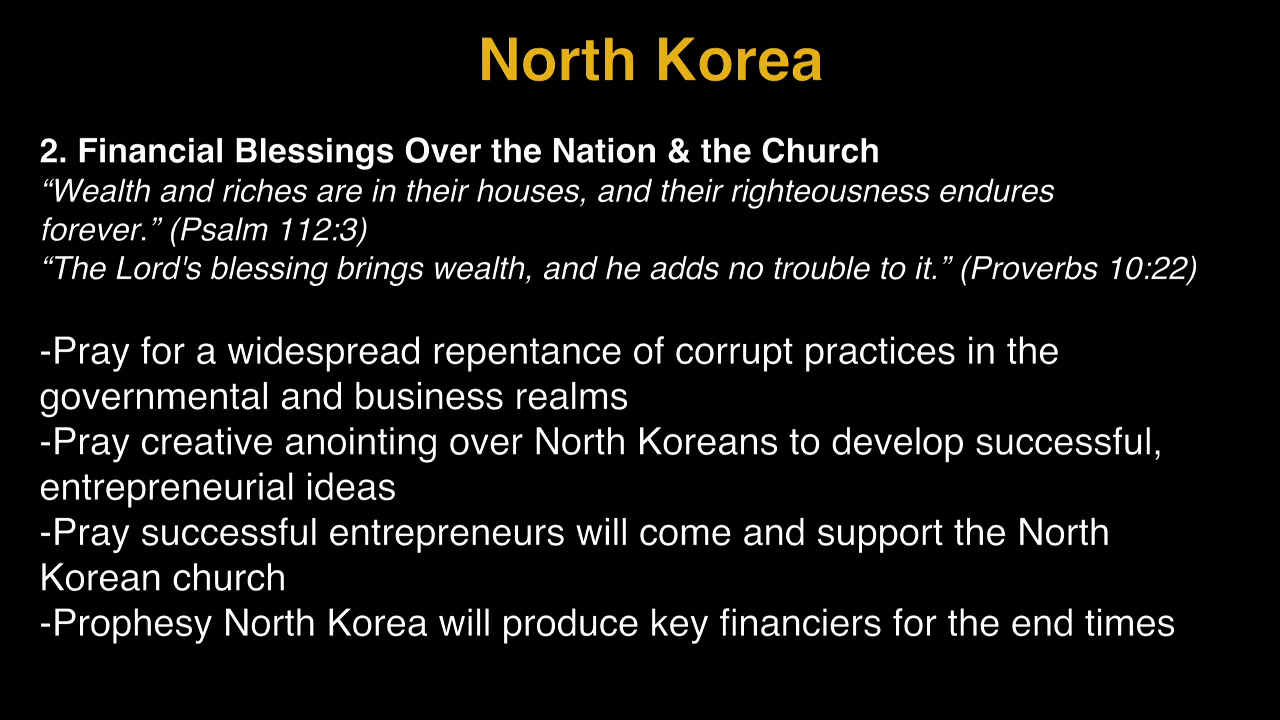 North Korea
2. Financial Blessings Over the Nation & the Church
“Wealth and riches are in their houses, and their righteousness endures
forever.” (Psalm 112:3)
“The Lord's blessing brings wealth, and he adds no trouble to it.” (Proverbs 10:22)
-Pray for a widespread repentance of corrupt practices in the
governmental and business realms
-Pray creative anointing over North Koreans to develop successful,
entrepreneurial ideas
-Pray successful entrepreneurs will come and support the North
Korean church
-Prophesy North Korea will produce key financiers for the end times